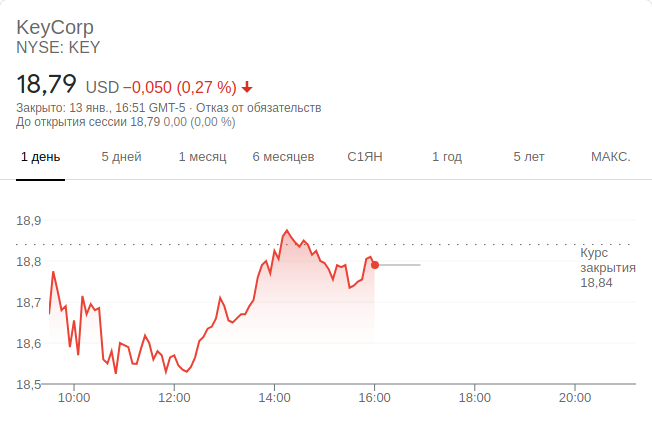 KeyCorp
NYSE: KEY
18,79 USD −0,050 (0,27 %)
Закрыто: 13 янв., 16:51 GMT-5 · Отказ от обязательств
До открытия сессии 18,79 0,00 (0,00 %)
1 день 5 дней 1 месяц 6 месяцев С1ЯН 1 год 5 лет МАКС.
18,9
18,8
18,7
18,6
18,5
Курс
закрытия
18,84
10:00 12:00 14:00 16:00 18:00 20:00